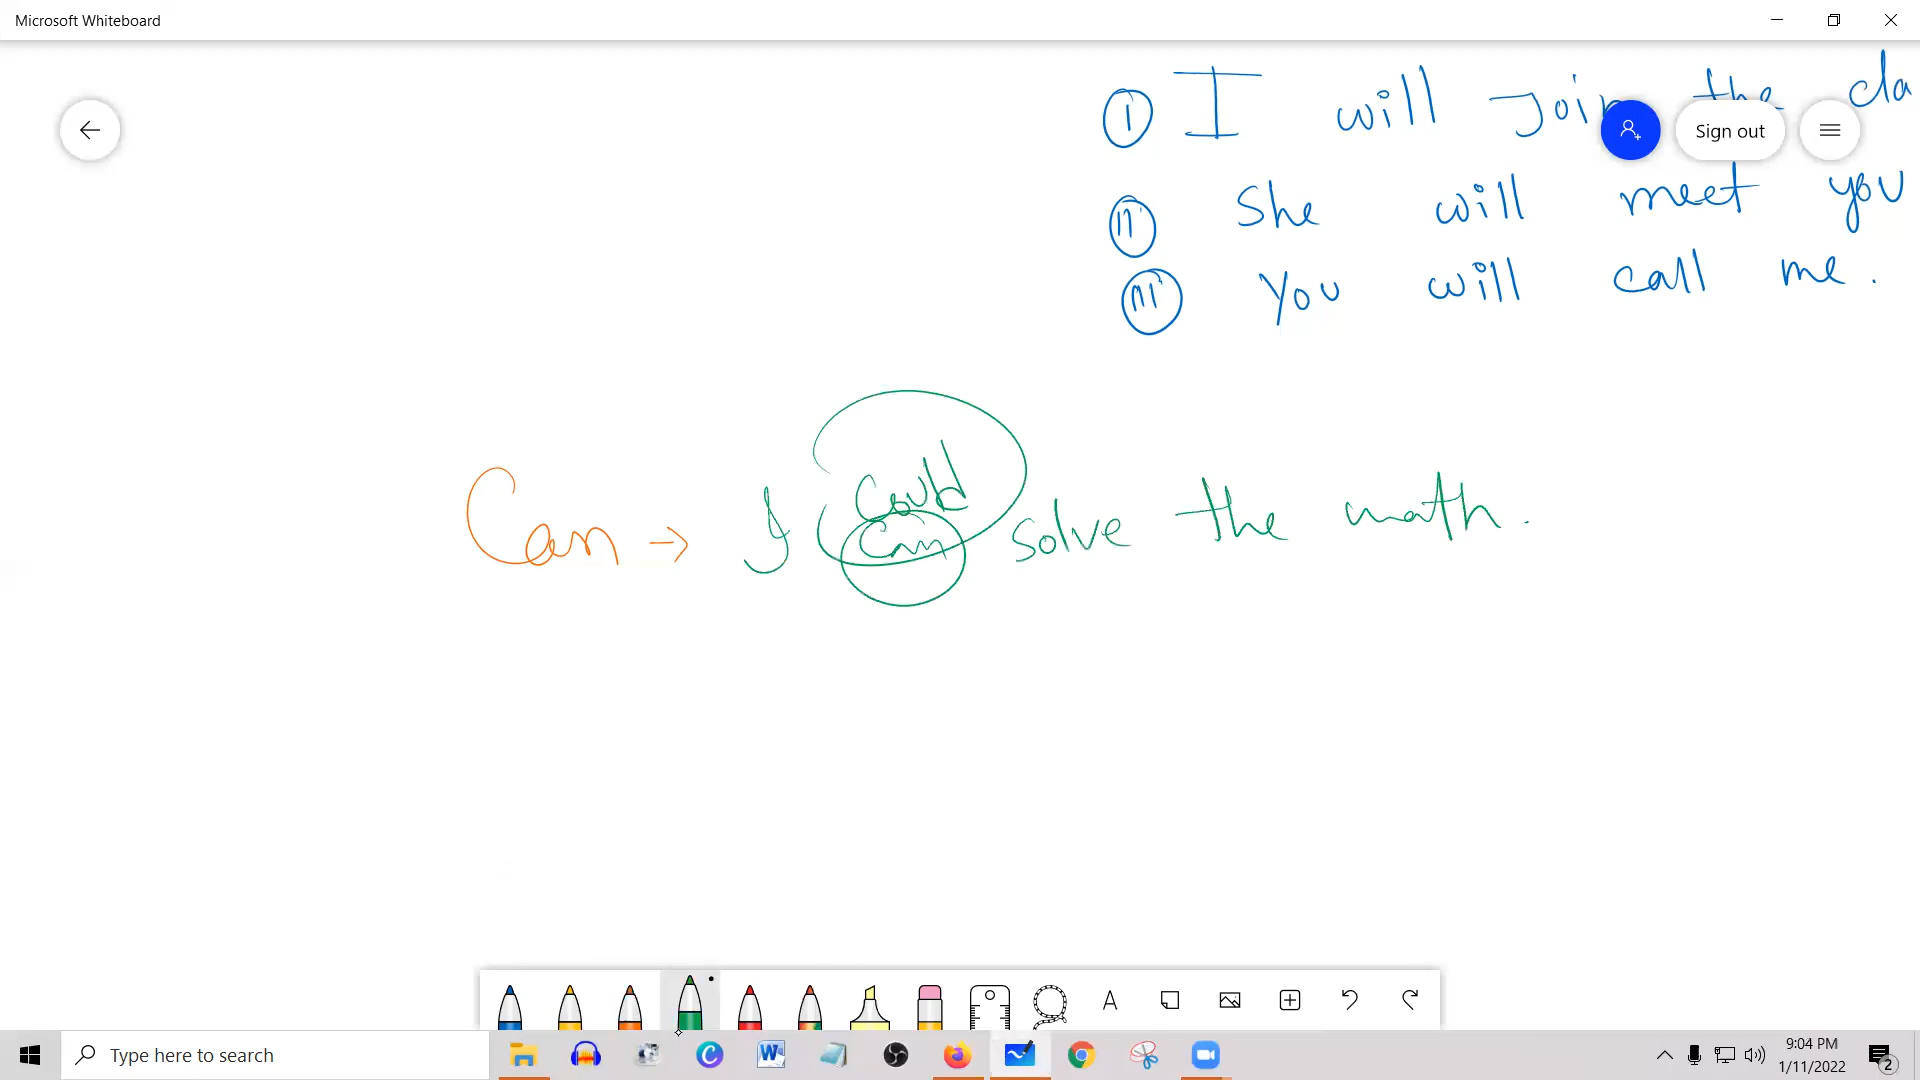 Microsoft Whiteboard
I I will Join the cla
Sign out
II She will meet you
III You will call me.
Could
Can → I Can solve the math.
Type here to search
9:04 PM
1/11/2022
2